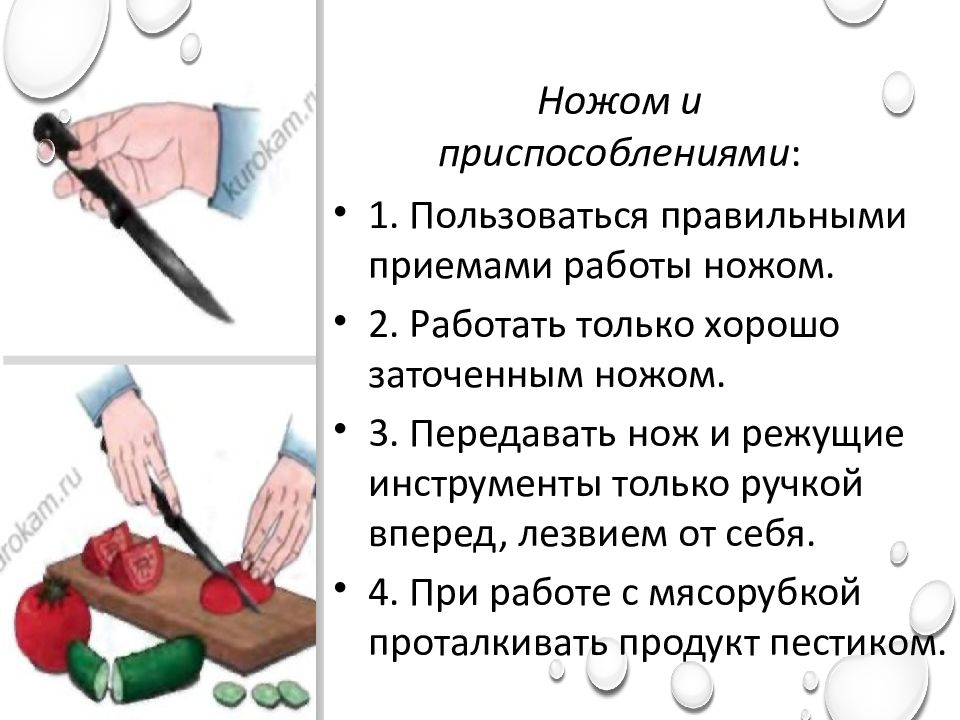 Ножом и
приспособлениями:
• 1. Пользоваться правильными
приемами работы ножом.
• 2. Работать только хорошо
заточенным ножом.
• 3. Передавать нож и режущие
инструменты только ручкой
вперед, лезвием от себя.
• 4. При работе с мясорубкой
проталкивать продукт пестиком.
kurokam.ru
kurokam.ru